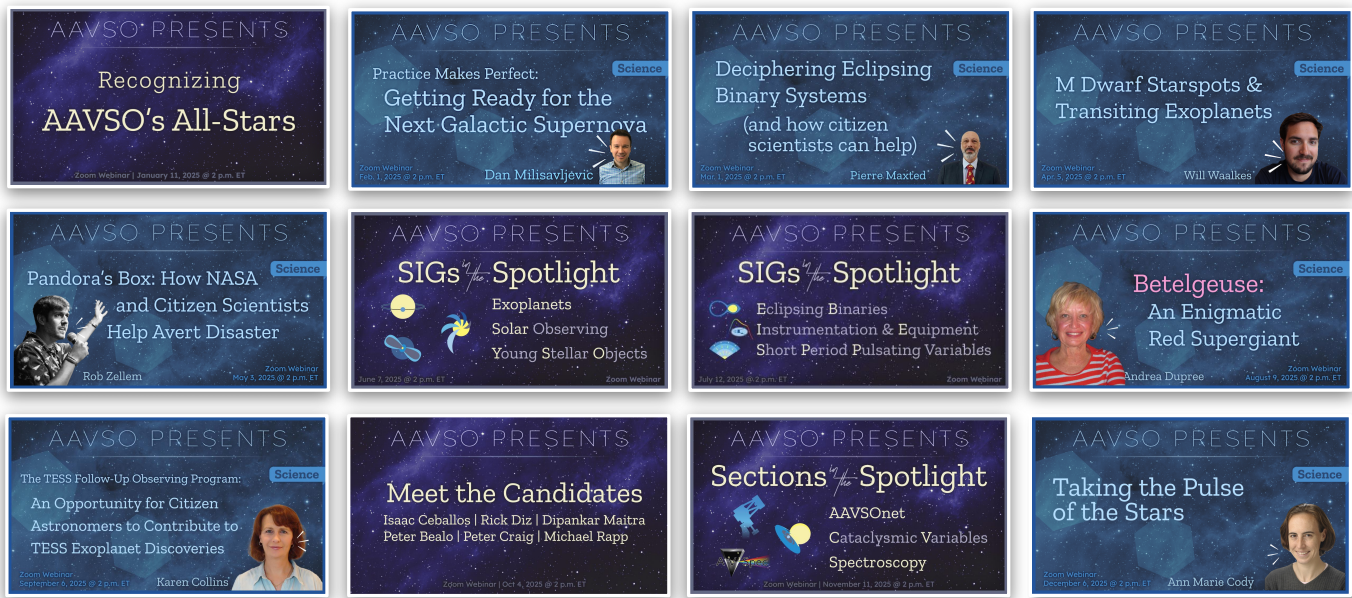 AAVSO PRESENTS
Recognizing
AAVSO's All-Stars
Zoom Webinar | January 11, 2025 @ 2 p.m. ET
AAVSO PRESENTS
Science
Practice Makes Perfect:
Getting Ready for the
Next Galactic Supernova
Zoom Webinar
Feb. 1, 2025 @ 2 p.m. ET
Dan Milisavljevic
AAVSO PRESENTS
Science
Deciphering Eclipsing
Binary Systems
(and how citizen
scientists can help)
Zoom Webinar
Mar. 1, 2025 @ 2 p.m. ET
Pierre Maxted
AAVSO PRESENTS
Science
M Dwarf Starspots &
Transiting Exoplanets
Zoom Webinar
Apr. 5, 2025 @ 2 p.m. ET
Will Waalkes
AAVSO PRESENTS
Science
Pandora's Box: How NASA
and Citizen Scientists
Help Avert Disaster
Rob Zellem
Zoom Webinar
May 3, 2025 @ 2 p.m. ET
AAVSO PRESENTS
SIGs in the Spotlight
Exoplanets
Solar Observing
Young Stellar Objects
June 7, 2025 @ 2 p.m. ET
Zoom Webinar
AAVSO PRESENTS
SIGs in the Spotlight
Eclipsing Binaries
Instrumentation & Equipment
Short Period Pulsating Variables
July 12, 2025 @ 2 p.m. ET
Zoom Webinar
AAVSO PRESENTS
Science
Betelgeuse:
An Enigmatic
Red Supergiant
Andrea Dupree
Zoom Webinar
August 9, 2025 @ 2 p.m. ET
AAVSO PRESENTS
Science
The TESS Follow-Up Observing Program:
An Opportunity for Citizen
Astronomers to Contribute to
TESS Exoplanet Discoveries
Zoom Webinar
September 6, 2025 @ 2 p.m. ET
Karen Collins
AAVSO PRESENTS
Meet the Candidates
Isaac Ceballos | Rick Diz | Dipankar Maitra
Peter Bealo | Peter Craig | Michael Rapp
Zoom Webinar | Oct 4, 2025 @ 2 p.m. ET
AAVSO PRESENTS
Sections in the Spotlight
AAVSOnet
Cataclysmic Variables
Spectroscopy
Zoom Webinar | November 11, 2025 @ 2 p.m. ET
AAVSO PRESENTS
Science
Taking the Pulse
of the Stars
Zoom Webinar
December 6, 2025 @ 2 p.m. ET
Ann Marie Cody